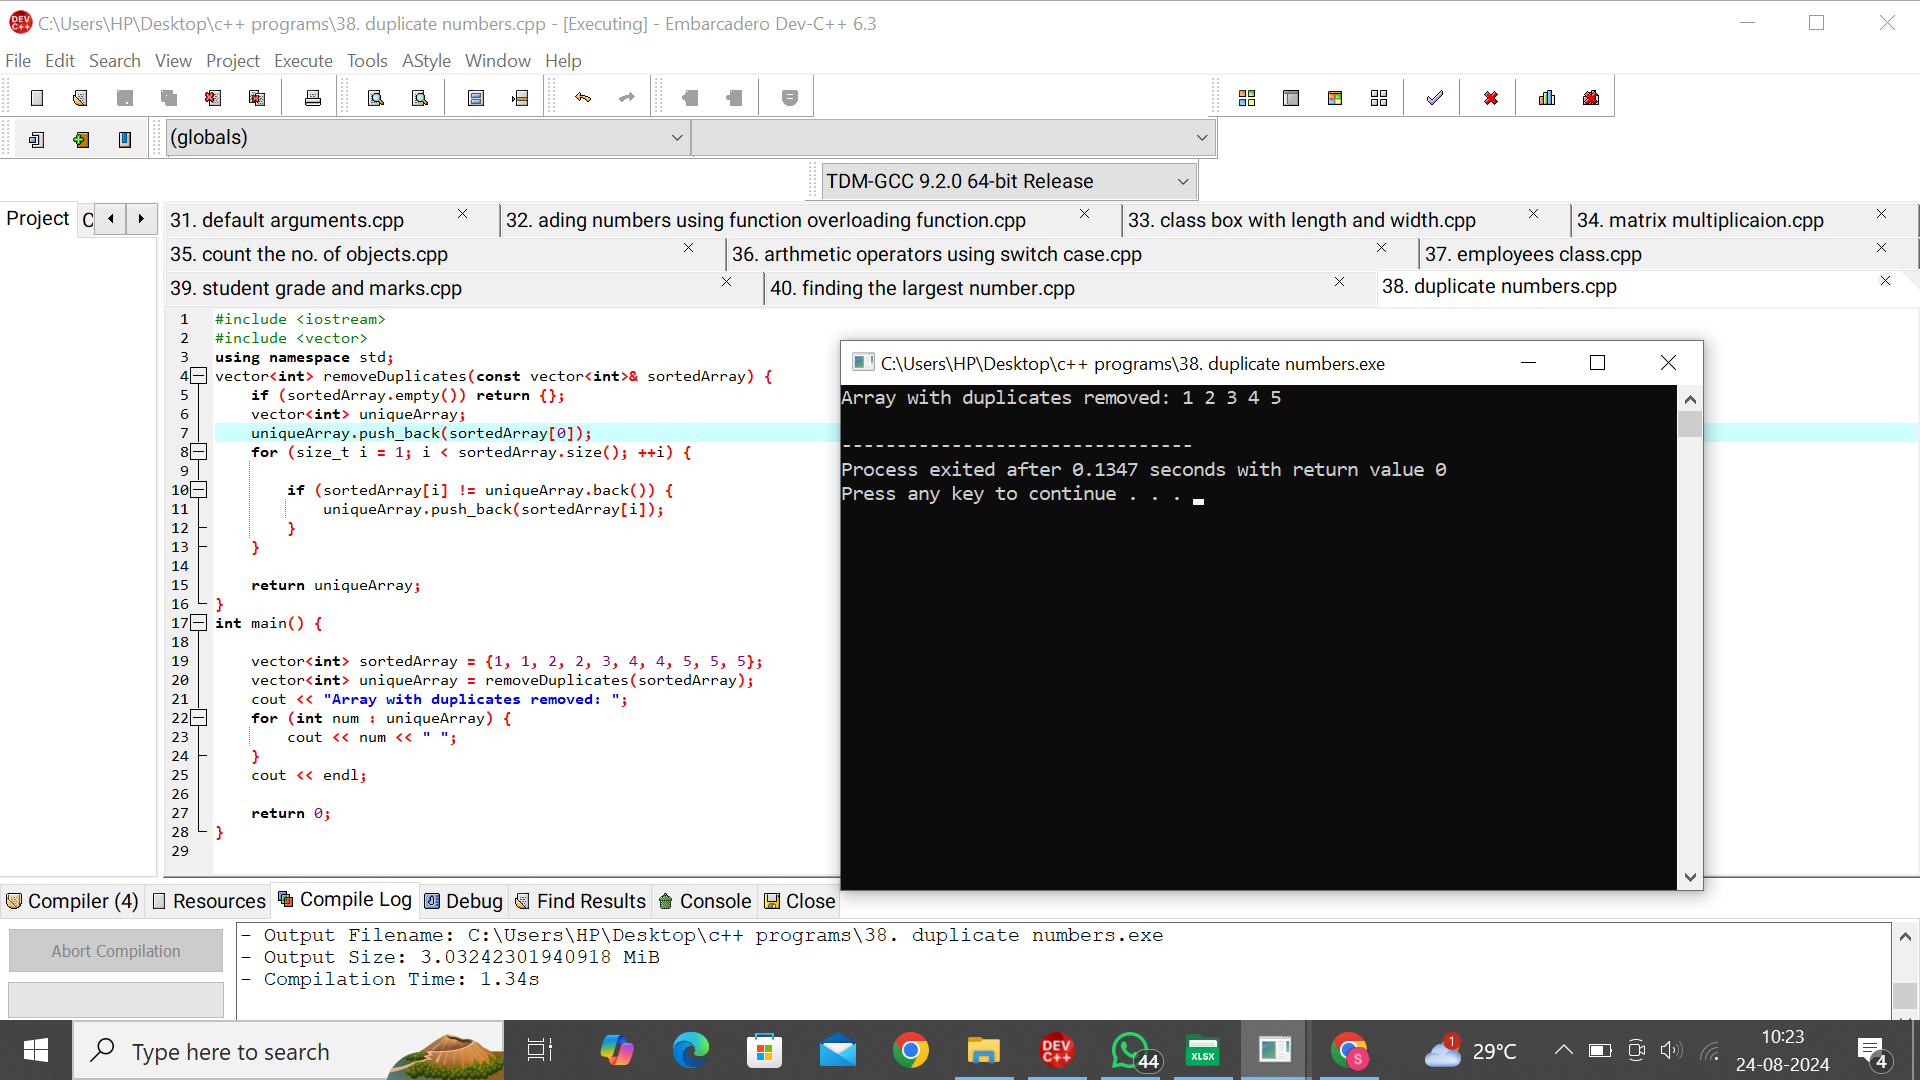 C:\Users\HP\Desktop\c++ programs\38. duplicate numbers.cpp - [Executing] - Embarcadero Dev-C++ 6.3
File Edit Search View Project Execute Tools AStyle Window Help
(globals)
TDM-GCC 9.2.0 64-bit Release
Project C
31. default arguments.cpp 32. ading numbers using function overloading function.cpp 33. class box with length and width.cpp 34. matrix multiplicaion.cpp
35. count the no. of objects.cpp 36. arthmetic operators using switch case.cpp 37. employees class.cpp
39. student grade and marks.cpp 40. finding the largest number.cpp 38. duplicate numbers.cpp
1 #include <iostream>
2 #include <vector>
3 using namespace std;
4 vector<int> removeDuplicates(const vector<int>& sortedArray) {
5 if (sortedArray.empty()) return {};
6 vector<int> uniqueArray;
7 uniqueArray.push_back(sortedArray[0]);
8 for (size_t i = 1; i < sortedArray.size(); ++i) {
9
10 if (sortedArray[i] != uniqueArray.back()) {
11 uniqueArray.push_back(sortedArray[i]);
12 }
13 }
14
15 return uniqueArray;
16 }
17 int main() {
18
19 vector<int> sortedArray = {1, 1, 2, 2, 3, 4, 4, 5, 5, 5};
20 vector<int> uniqueArray = removeDuplicates(sortedArray);
21 cout << "Array with duplicates removed: ";
22 for (int num : uniqueArray) {
23 cout << num << " ";
24 }
25 cout << endl;
26
27 return 0;
28 }
29
C:\Users\HP\Desktop\c++ programs\38. duplicate numbers.exe
Array with duplicates removed: 1 2 3 4 5
--------------------------------
Process exited after 0.1347 seconds with return value 0
Press any key to continue . . .
Compiler (4) Resources Compile Log Debug Find Results Console Close
Abort Compilation
- Output Filename: C:\Users\HP\Desktop\c++ programs\38. duplicate numbers.exe
- Output Size: 3.03242301940918 MiB
- Compilation Time: 1.34s
Type here to search
DEV C++
44
XLSX
S
1
29°C
10:23
24-08-2024
4